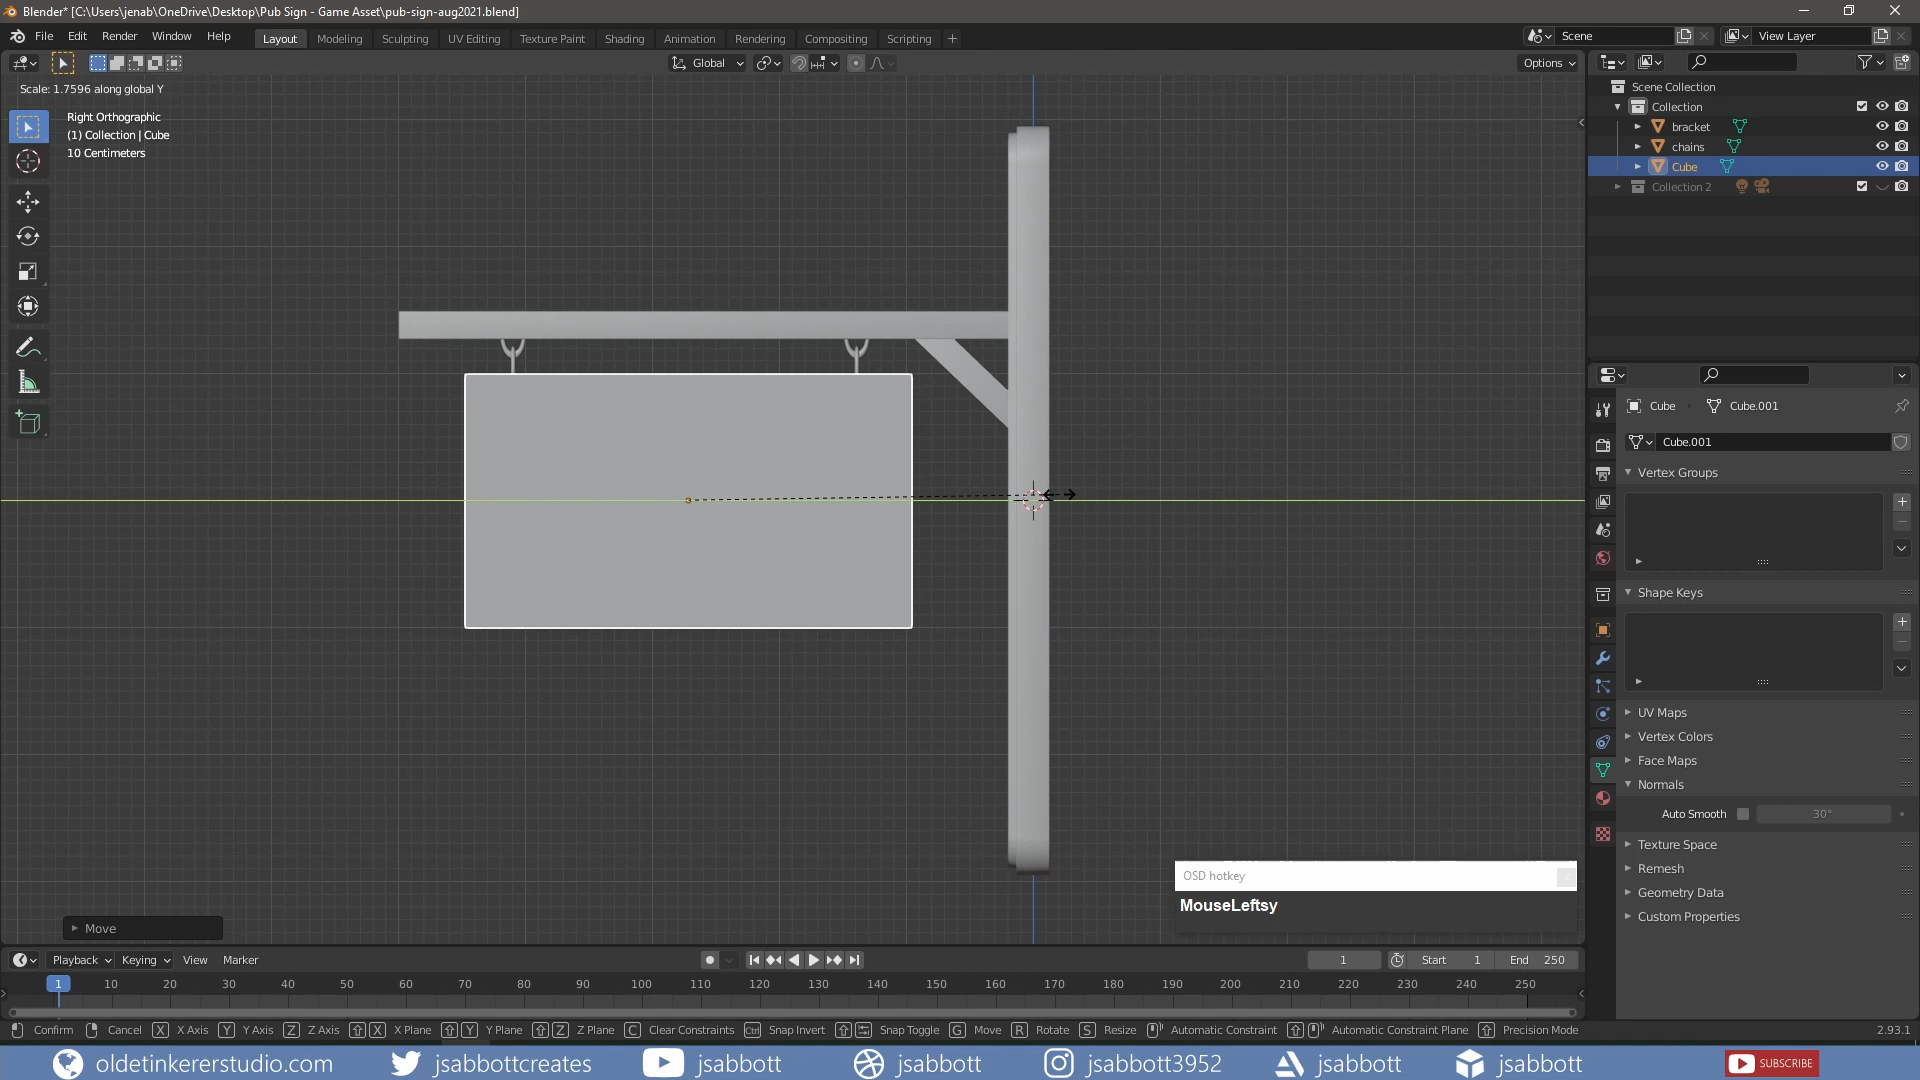 Blender* [C:\Users\jenab\OneDrive\Desktop\Pub Sign - Game Asset\pub-sign-aug2021.blend]
File Edit Render Window Help Layout Modeling Sculpting UV Editing Texture Paint Shading Animation Rendering Compositing Scripting + Scene View Layer
Global Options
Scale: 1.7596 along global Y
Right Orthographic
(1) Collection | Cube
10 Centimeters
Scene Collection
Collection
bracket
chains
Cube
Collection 2
Cube Cube.001
Cube.001
Vertex Groups
Shape Keys
UV Maps
Vertex Colors
Face Maps
Normals
Auto Smooth 30°
Texture Space
Remesh
Geometry Data
Custom Properties
OSD hotkey
MouseLeftsy
Move
Playback Keying View Marker 1 Start 1 End 250
1 10 20 30 40 50 60 70 80 90 100 110 120 130 140 150 160 170 180 190 200 210 220 230 240 250
Confirm Cancel X X Axis Y Y Axis Z Z Axis X X Plane Y Y Plane Z Z Plane C Clear Constraints Ctrl Snap Invert Snap Toggle G Move R Rotate S Resize Automatic Constraint Automatic Constraint Plane Precision Mode 2.93.1
oldetinkererstudio.com jsabbottcreates jsabbott jsabbott jsabbott3952 jsabbott jsabbott SUBSCRIBE